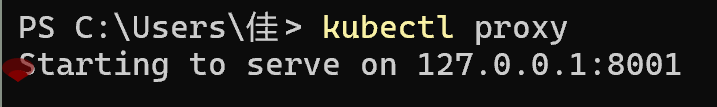 PS C:\Users\佳> kubectl proxy
Starting to serve on 127.0.0.1:8001